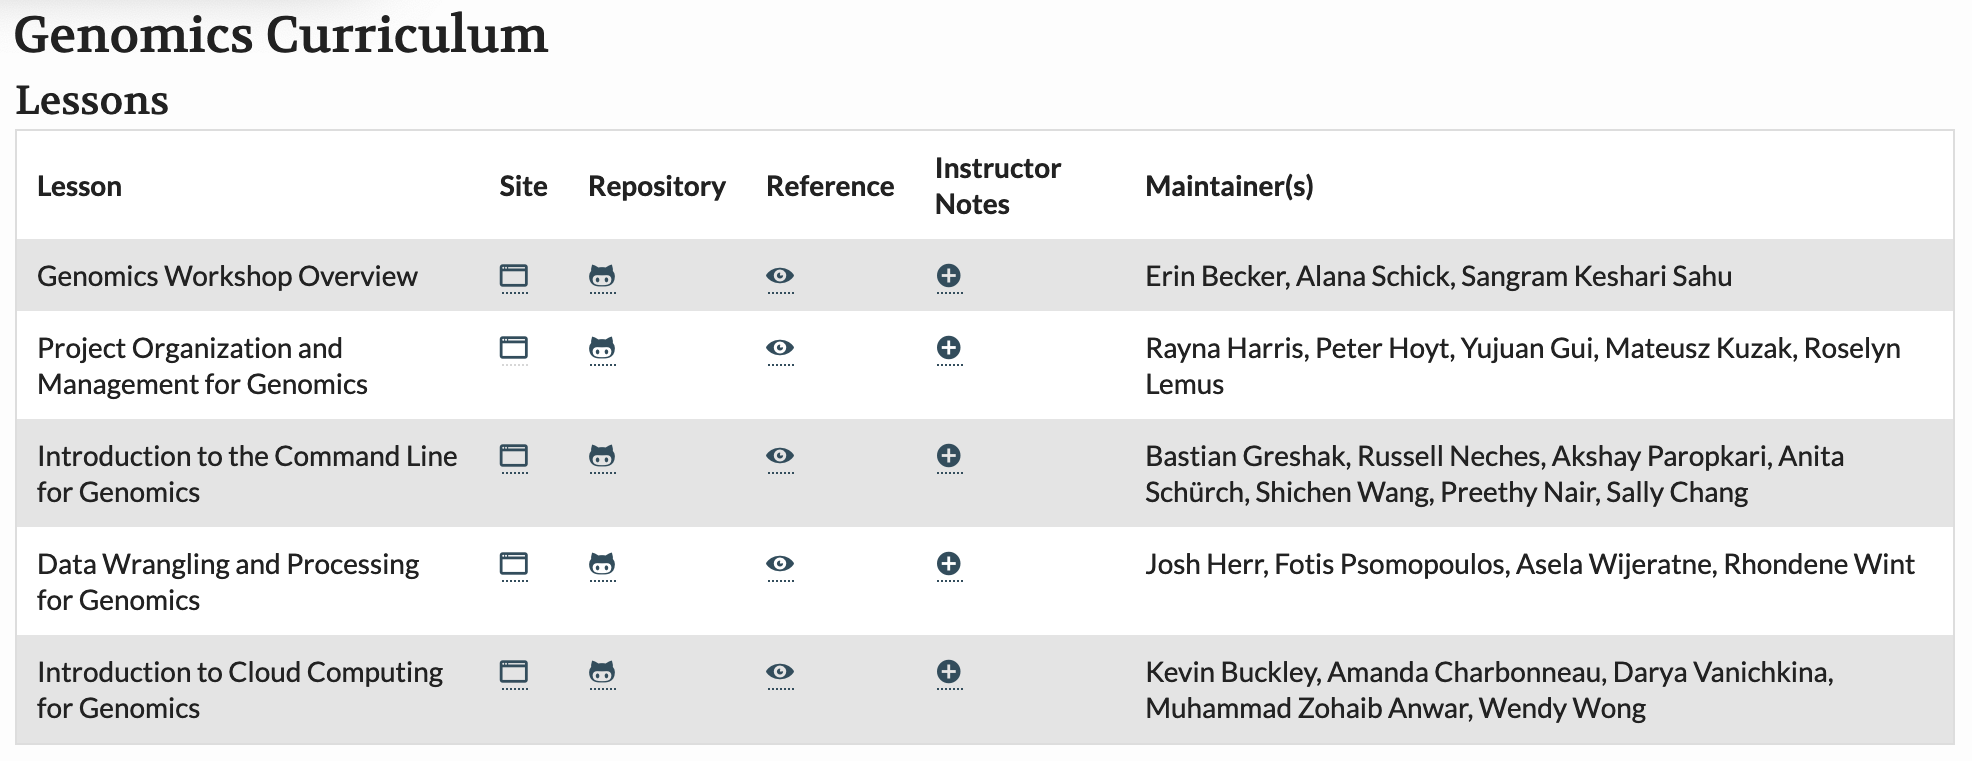 Genomics Curriculum
Lessons
Lesson Site Repository Reference Instructor Notes Maintainer(s)
Genomics Workshop Overview Erin Becker, Alana Schick, Sangram Keshari Sahu
Project Organization and Rayna Harris, Peter Hoyt, Yujuan Gui, Mateusz Kuzak, Roselyn
Management for Genomics Lemus
Introduction to the Command Line Bastian Greshak, Russell Neches, Akshay Paropkari, Anita
for Genomics Schürch, Shichen Wang, Preethy Nair, Sally Chang
Data Wrangling and Processing Josh Herr, Fotis Psomopoulos, Asela Wijeratne, Rhondene Wint
for Genomics
Introduction to Cloud Computing Kevin Buckley, Amanda Charbonneau, Darya Vanichkina,
for Genomics Muhammad Zohaib Anwar, Wendy Wong